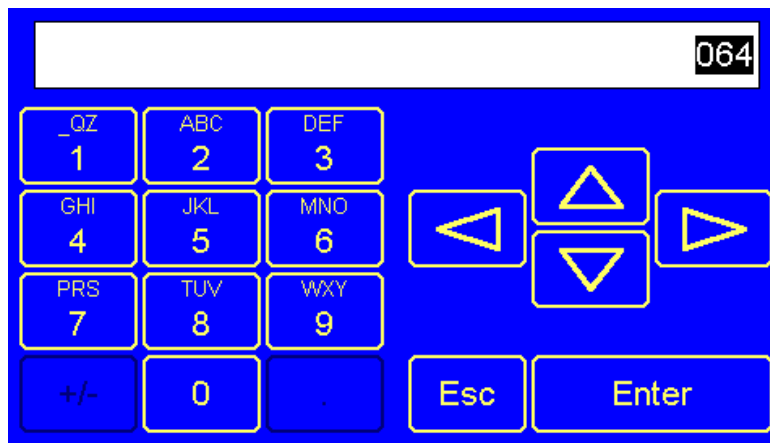 064
_QZ ABC DEF
1 2 3
GHI JKL MNO
4 5 6
PRS TUV WXY
7 8 9
+/- 0 .
Esc Enter